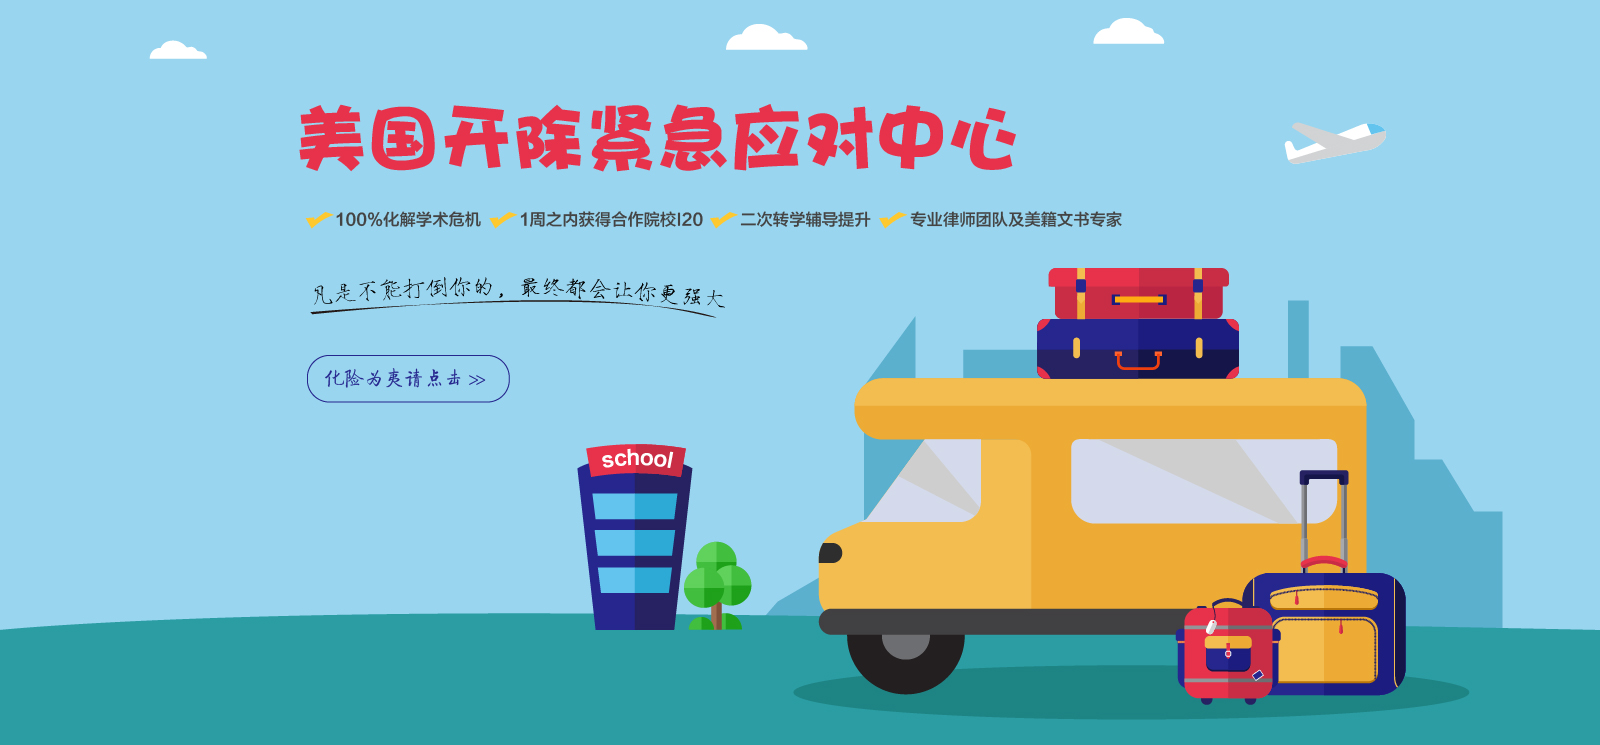 美国开除紧急应对中心
100%化解学术危机 1周之内获得合作院校I20 二次转学辅导提升 专业律师团队及美籍文书专家
凡是不能打倒你的，最终都会让你更强大
化险为夷请点击 >>
school